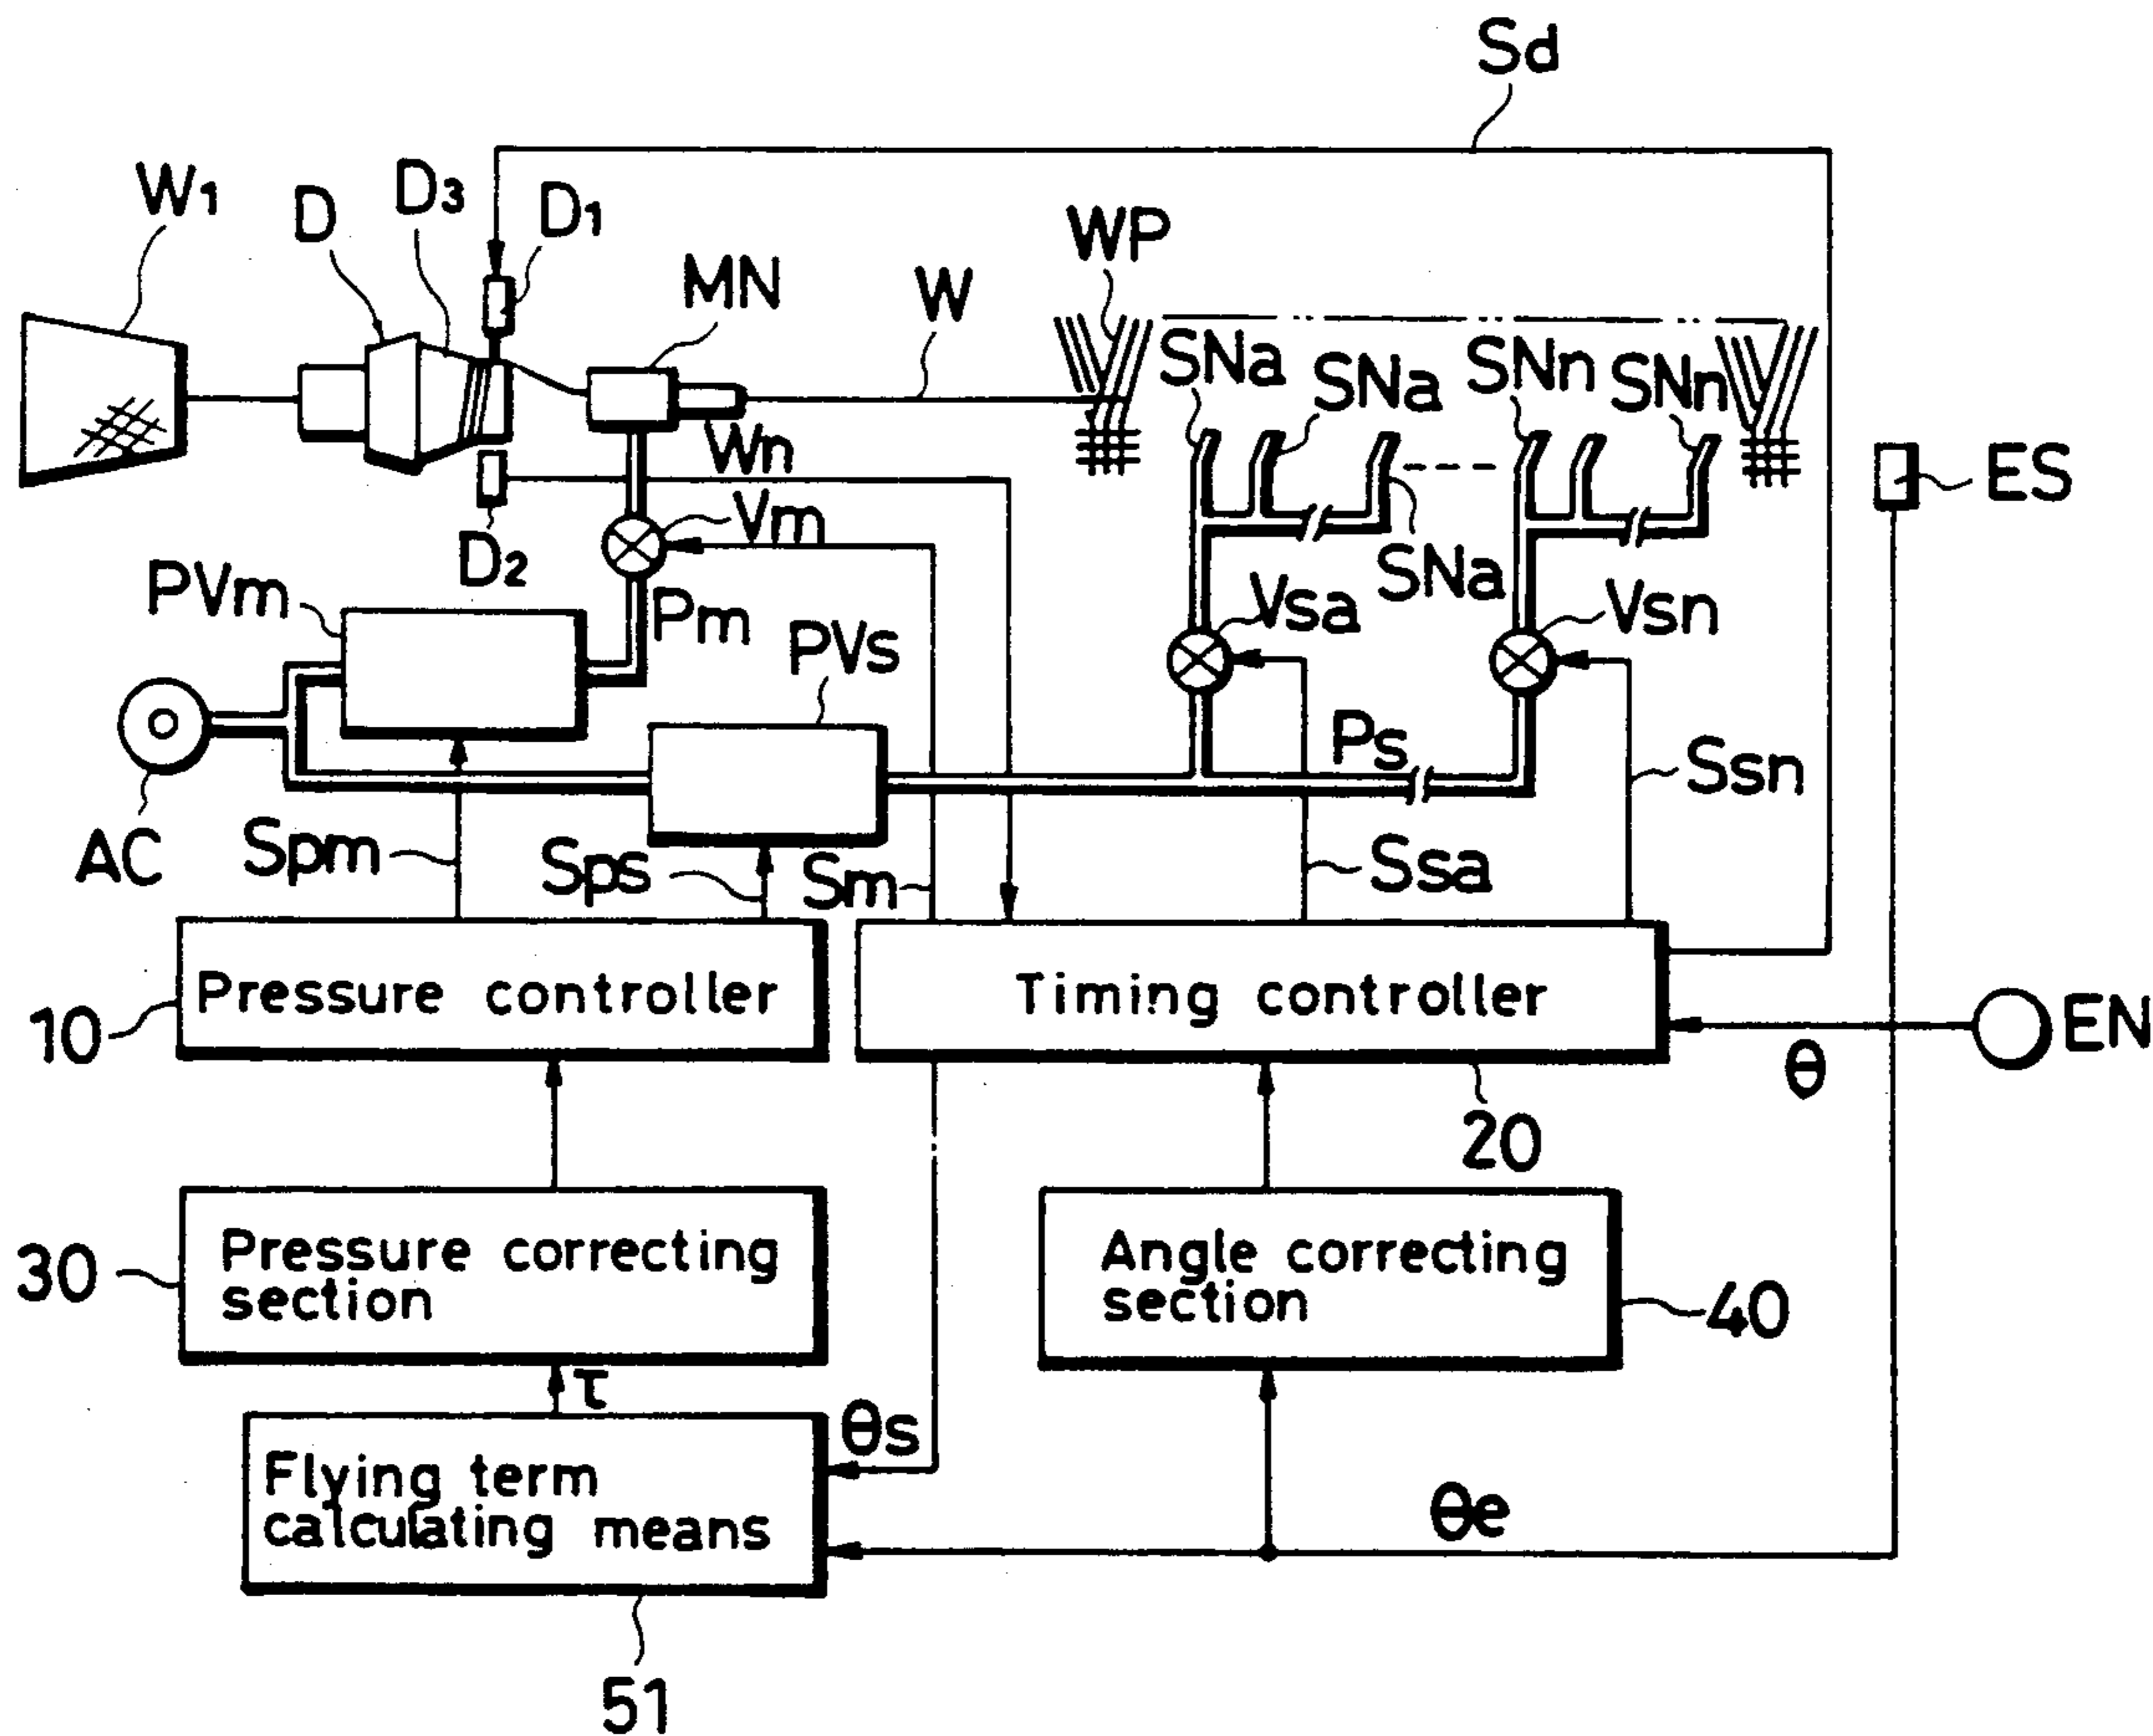 Sd
W1
D
D3
D1
MN
W
WP
SNa
SNa
SNn
SNn
Wn
ES
D2
Vm
SNa
PVm
Pm
PVs
Vsa
Vsn
Ps
Ssn
AC
Spm
Sps
Sm
Ssa
10
Pressure controller
Timing controller
EN
θ
20
30
Pressure correcting
section
Angle correcting
section
40
τ
θs
Flying term
calculating means
θe
51